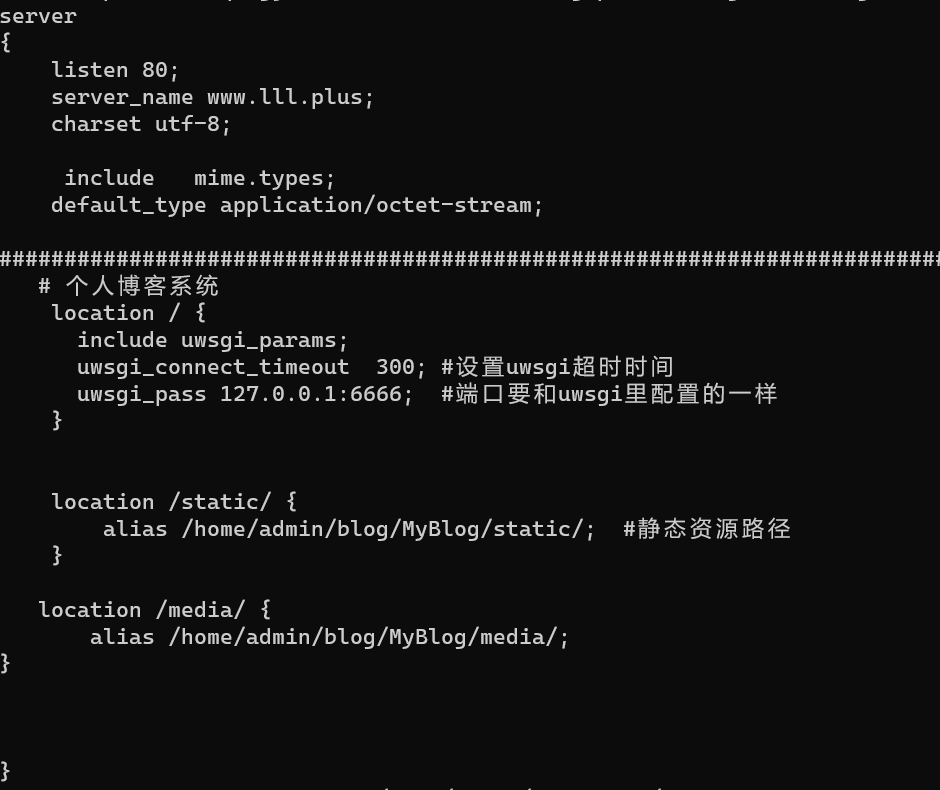 server
{
    listen 80;
    server_name www.lll.plus;
    charset utf-8;
     include   mime.types;
    default_type application/octet-stream;
#########################################################################
   # 个人博客系统
    location / {
      include uwsgi_params;
      uwsgi_connect_timeout  300; #设置uwsgi超时时间
      uwsgi_pass 127.0.0.1:6666;  #端口要和uwsgi里配置的一样
    }
    location /static/ {
        alias /home/admin/blog/MyBlog/static/;  #静态资源路径
    }
   location /media/ {
       alias /home/admin/blog/MyBlog/media/;
}
}